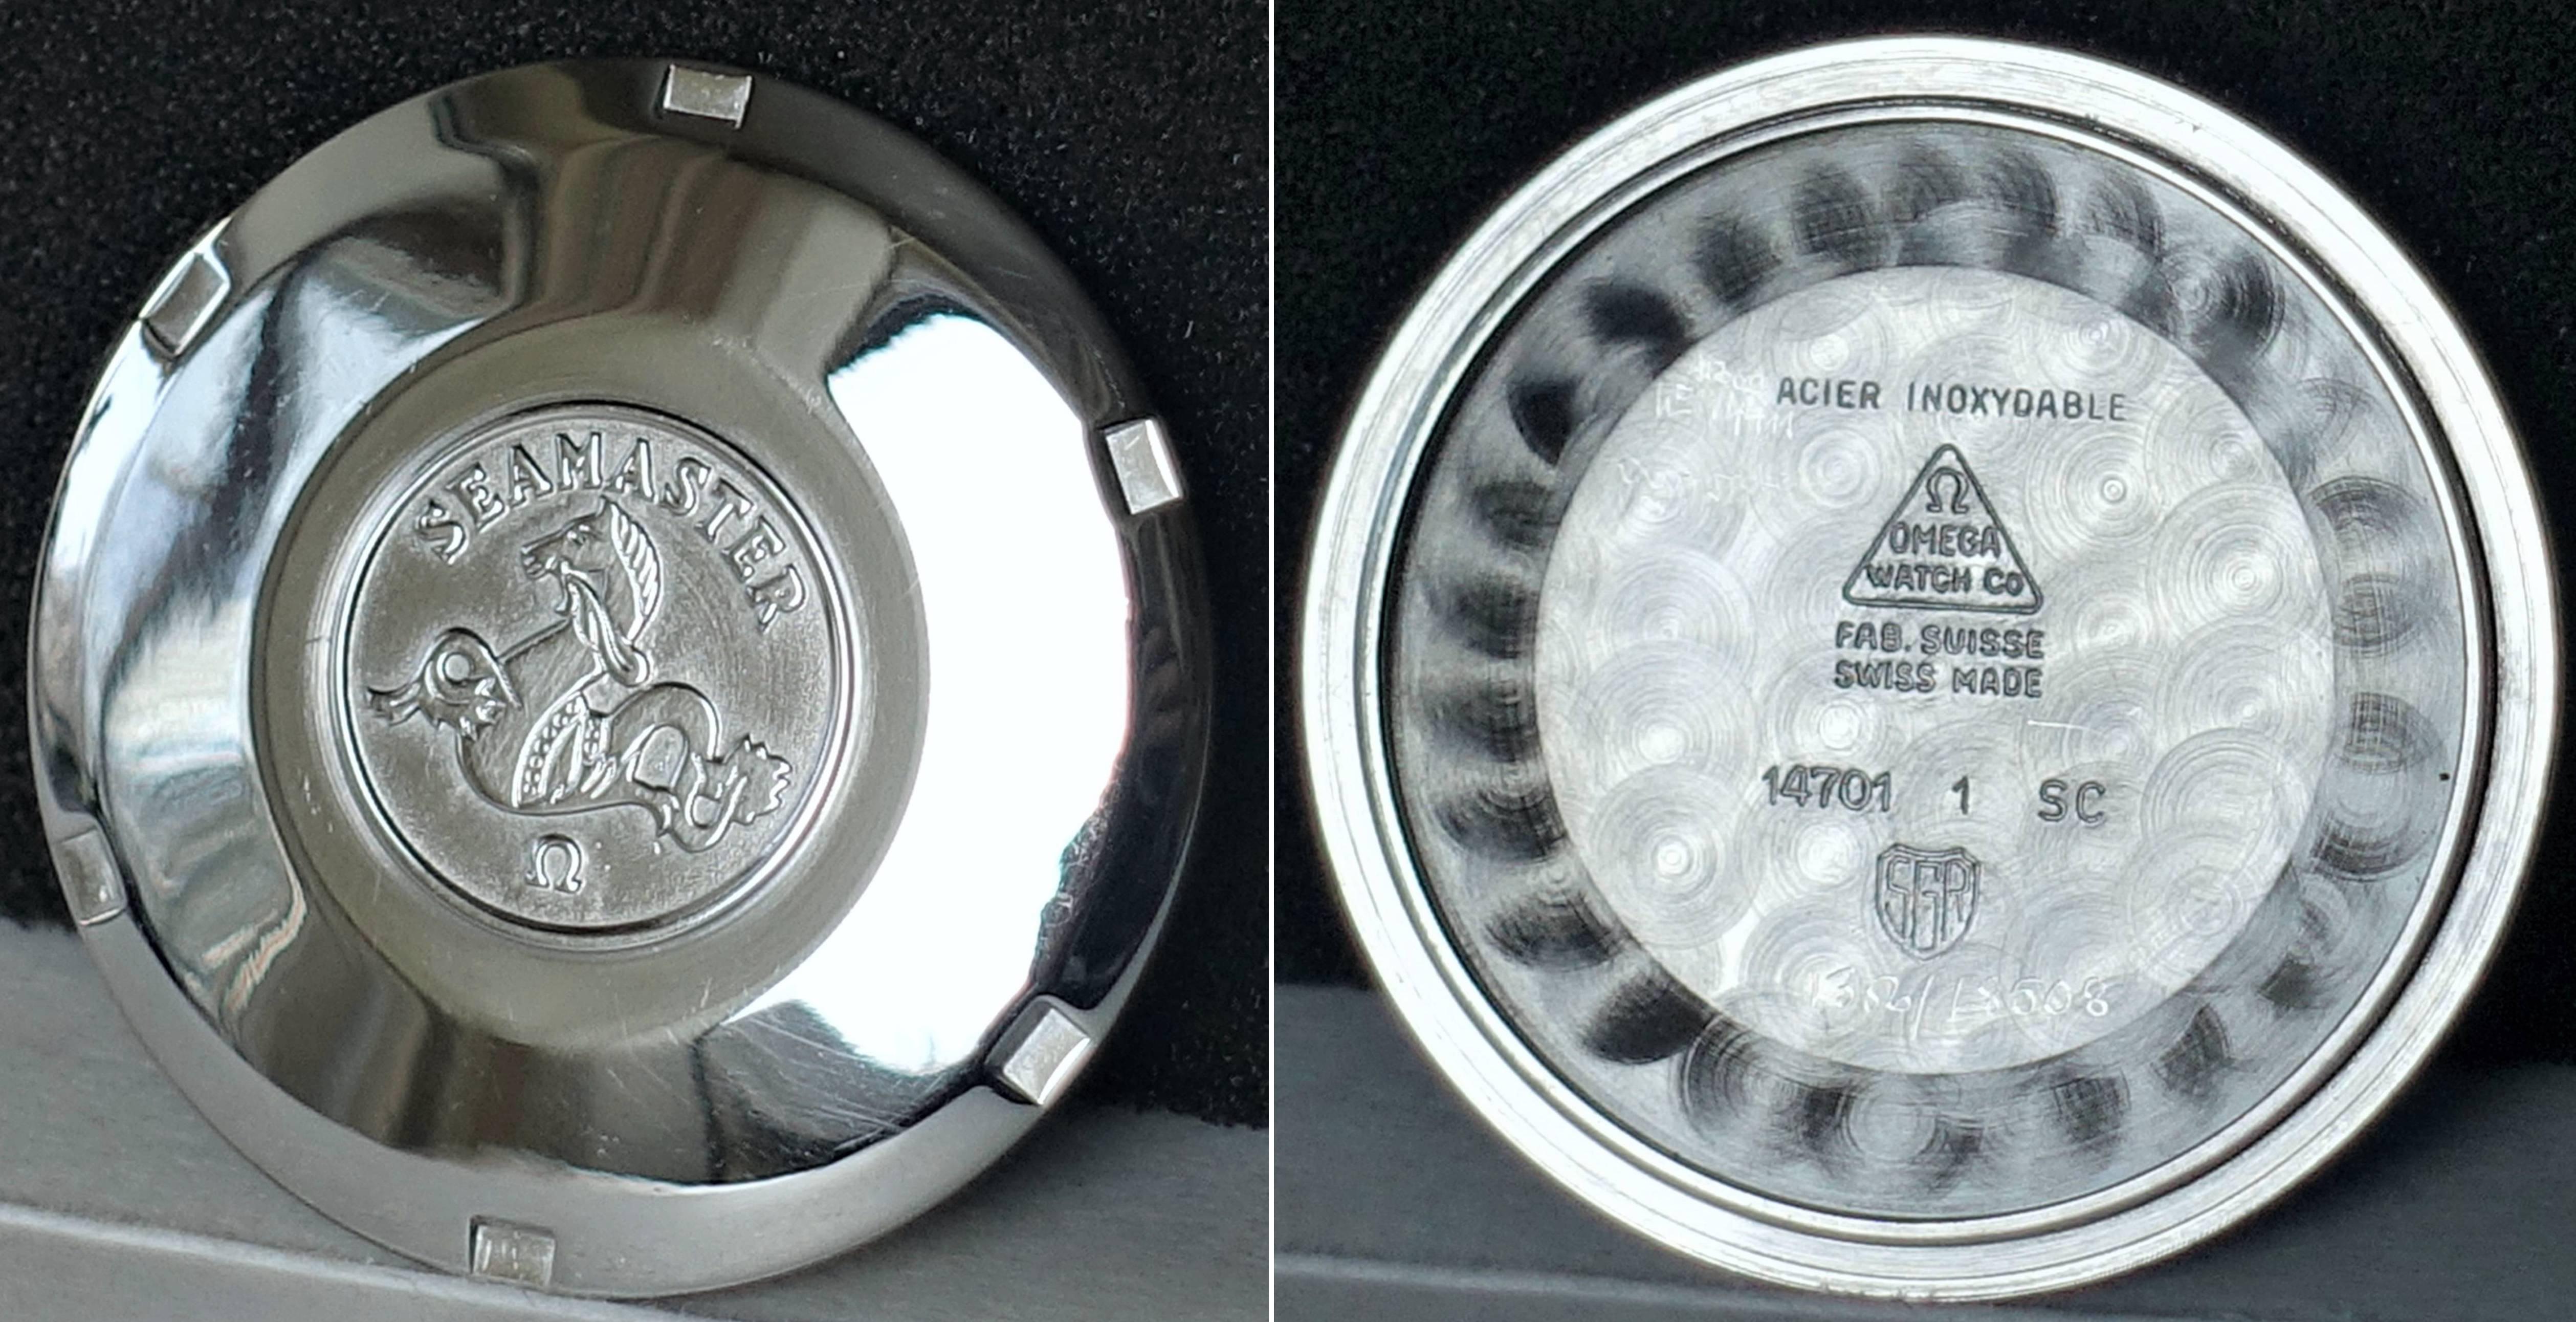 SEAMASTER
Ω
ACIER INOXYDABLE
Ω
OMEGA
WATCH Co
FAB. SUISSE
SWISS MADE
14701 1 SC
SGR